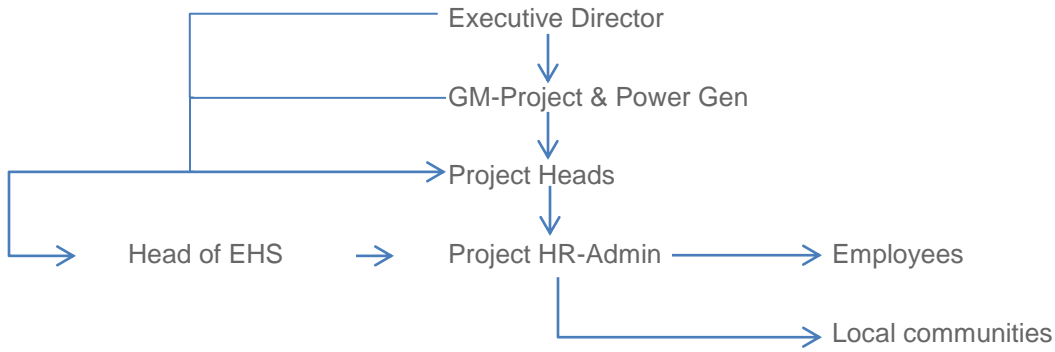 Executive Director
GM-Project & Power Gen
Project Heads
Head of EHS
Project HR-Admin
Employees
Local communities